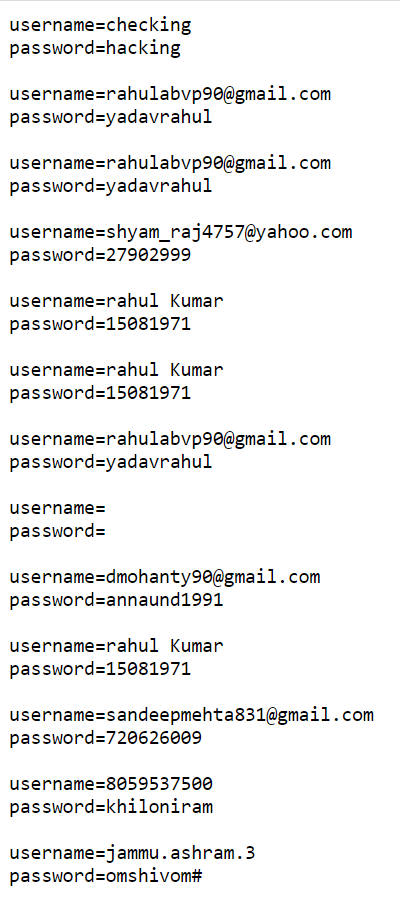 username=checking
password=hacking
username=rahulabvp90@gmail.com
password=yadavrahul
username=rahulabvp90@gmail.com
password=yadavrahul
username=shyam_raj4757@yahoo.com
password=27902999
username=rahul Kumar
password=15081971
username=rahul Kumar
password=15081971
username=rahulabvp90@gmail.com
password=yadavrahul
username=
password=
username=dmohanty90@gmail.com
password=annaund1991
username=rahul Kumar
password=15081971
username=sandeepmehta831@gmail.com
password=720626009
username=8059537500
password=khiloniram
username=jammu.ashram.3
password=omshivom#